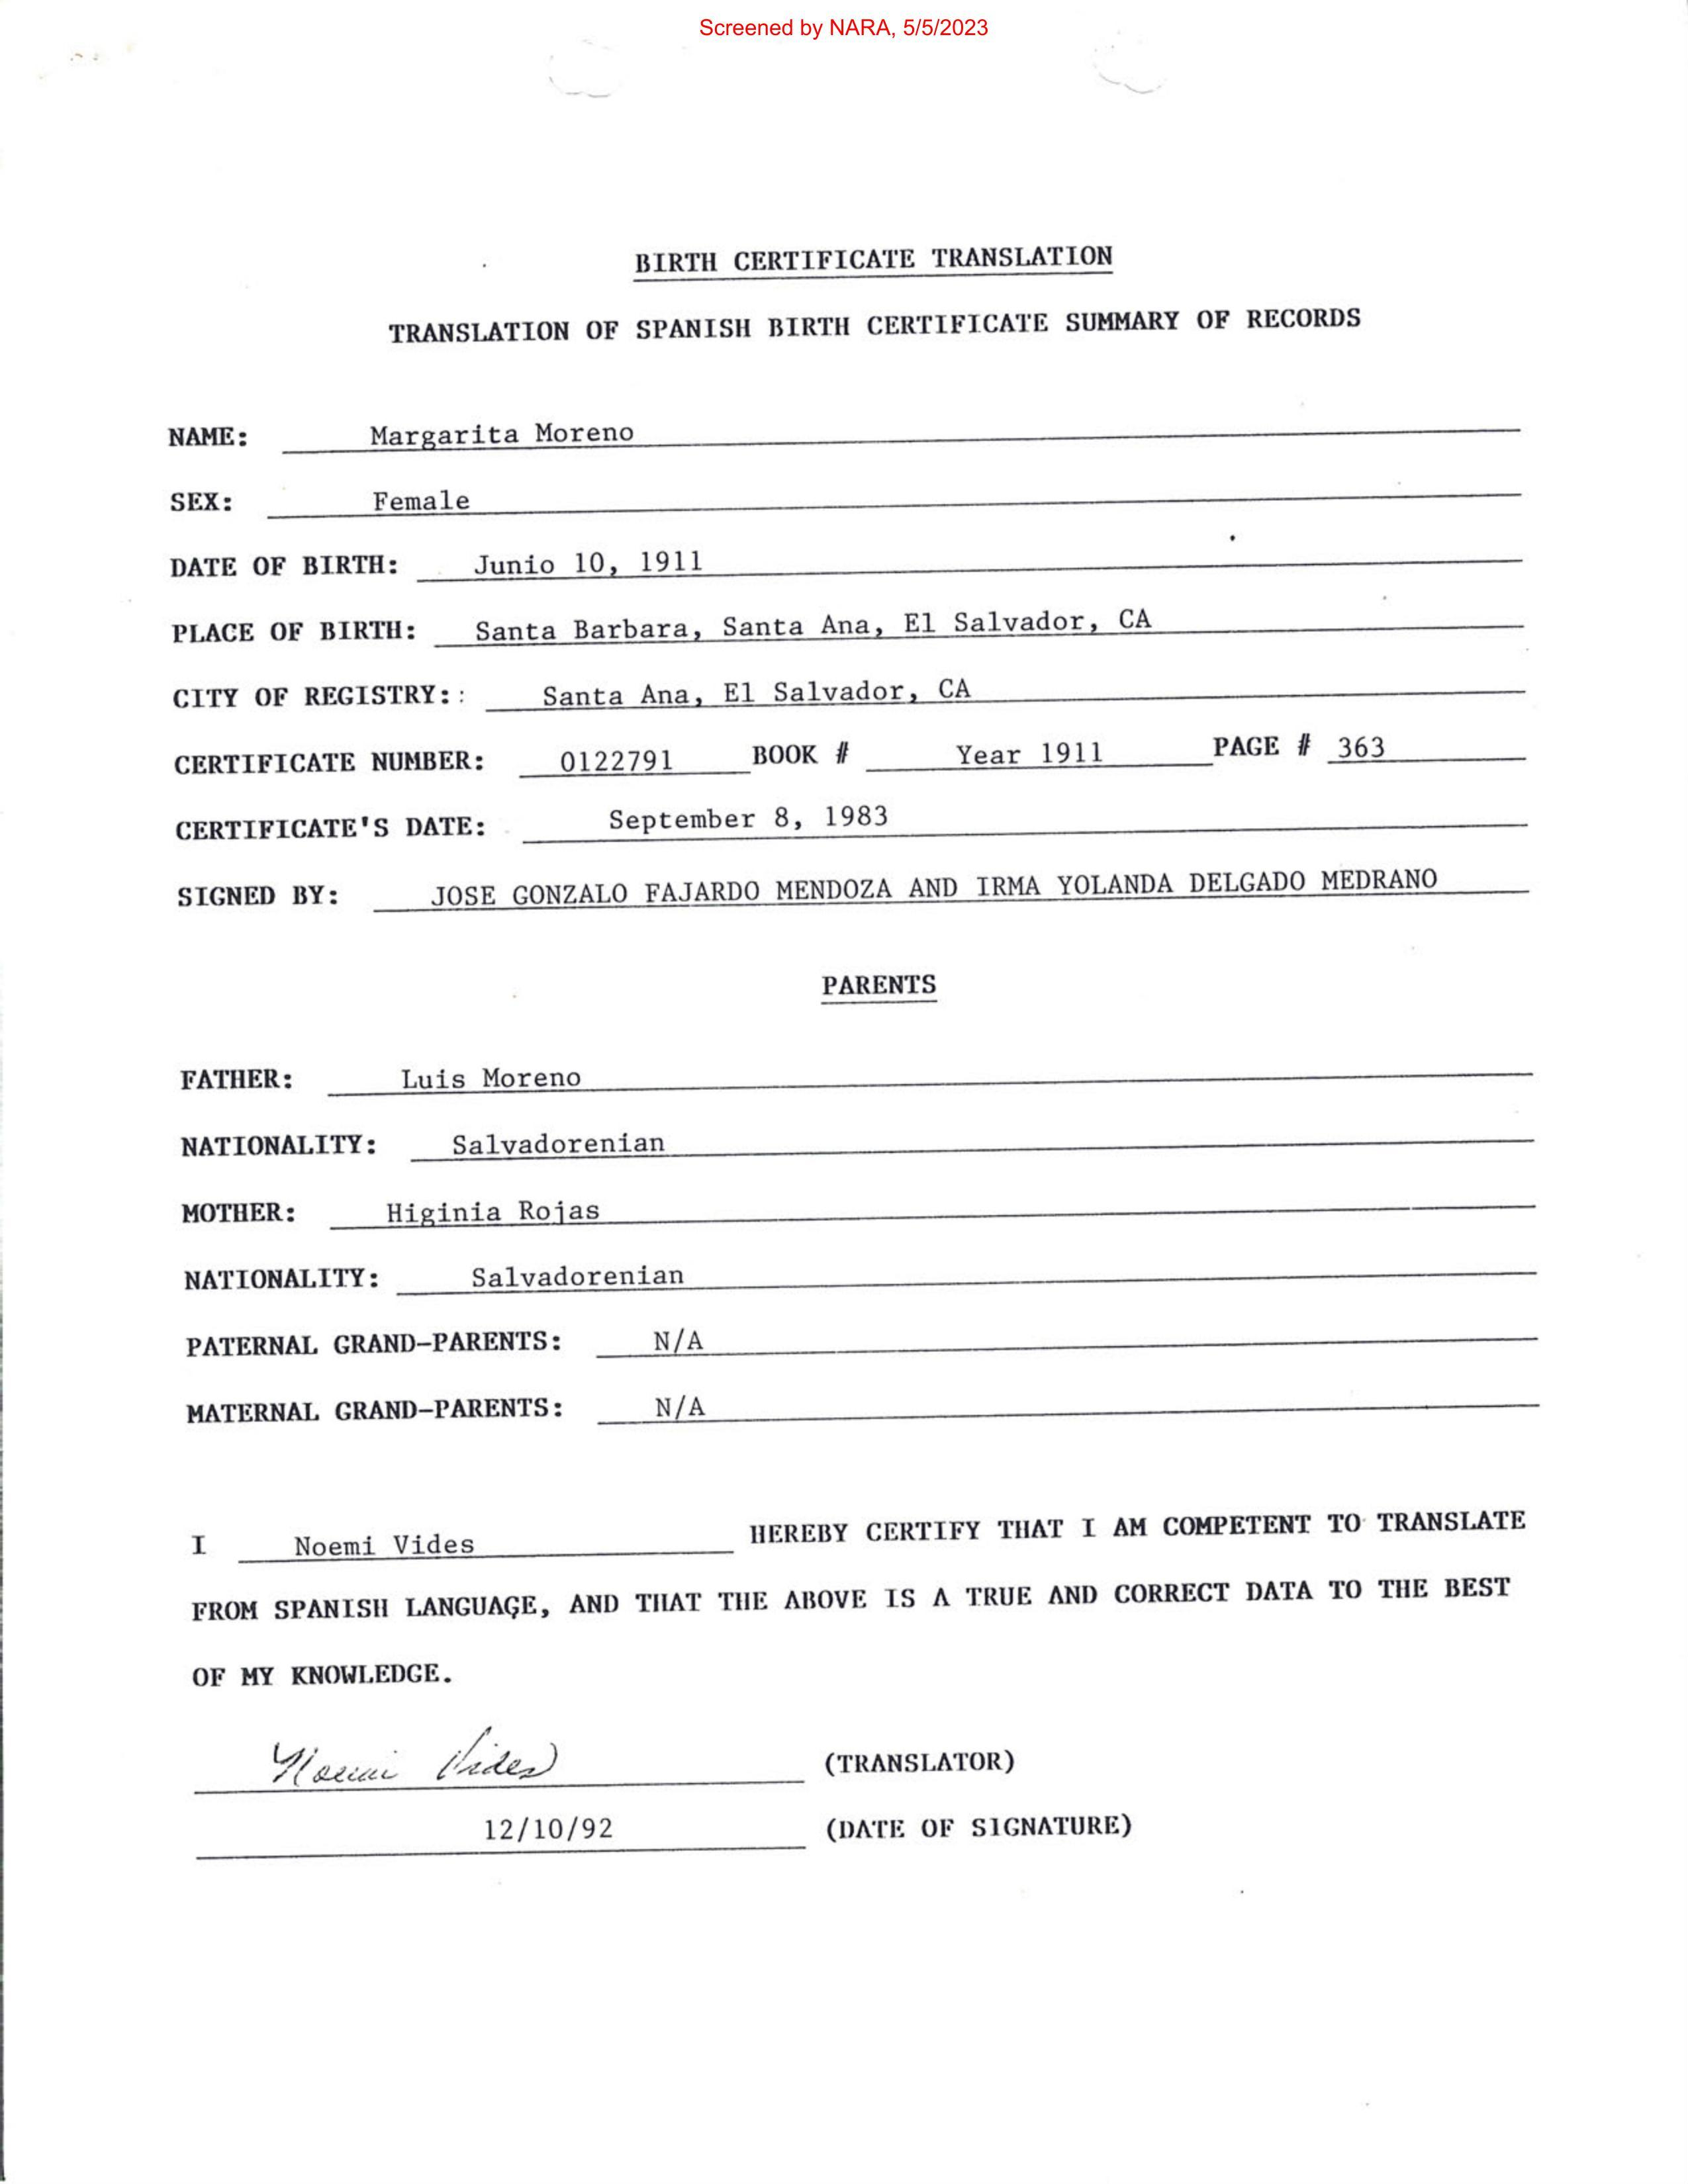 Screened by NARA, 5/5/2023
BIRTH CERTIFICATE TRANSLATION
TRANSLATION OF SPANISH BIRTH CERTIFICATE SUMMARY OF RECORDS
NAME: Margarita Moreno
SEX: Female
DATE OF BIRTH: Junio 10, 1911
PLACE OF BIRTH: Santa Barbara, Santa Ana, El Salvador, CA
CITY OF REGISTRY:: Santa Ana, El Salvador, CA
CERTIFICATE NUMBER: 0122791 BOOK # Year 1911 PAGE # 363
CERTIFICATE'S DATE: September 8, 1983
SIGNED BY: JOSE GONZALO FAJARDO MENDOZA AND IRMA YOLANDA DELGADO MEDRANO
PARENTS
FATHER: Luis Moreno
NATIONALITY: Salvadorenian
MOTHER: Higinia Rojas
NATIONALITY: Salvadorenian
PATERNAL GRAND-PARENTS: N/A
MATERNAL GRAND-PARENTS: N/A
I Noemi Vides HEREBY CERTIFY THAT I AM COMPETENT TO TRANSLATE
FROM SPANISH LANGUAGE, AND THAT THE ABOVE IS A TRUE AND CORRECT DATA TO THE BEST
OF MY KNOWLEDGE.
Noemi Vides (TRANSLATOR)
12/10/92 (DATE OF SIGNATURE)